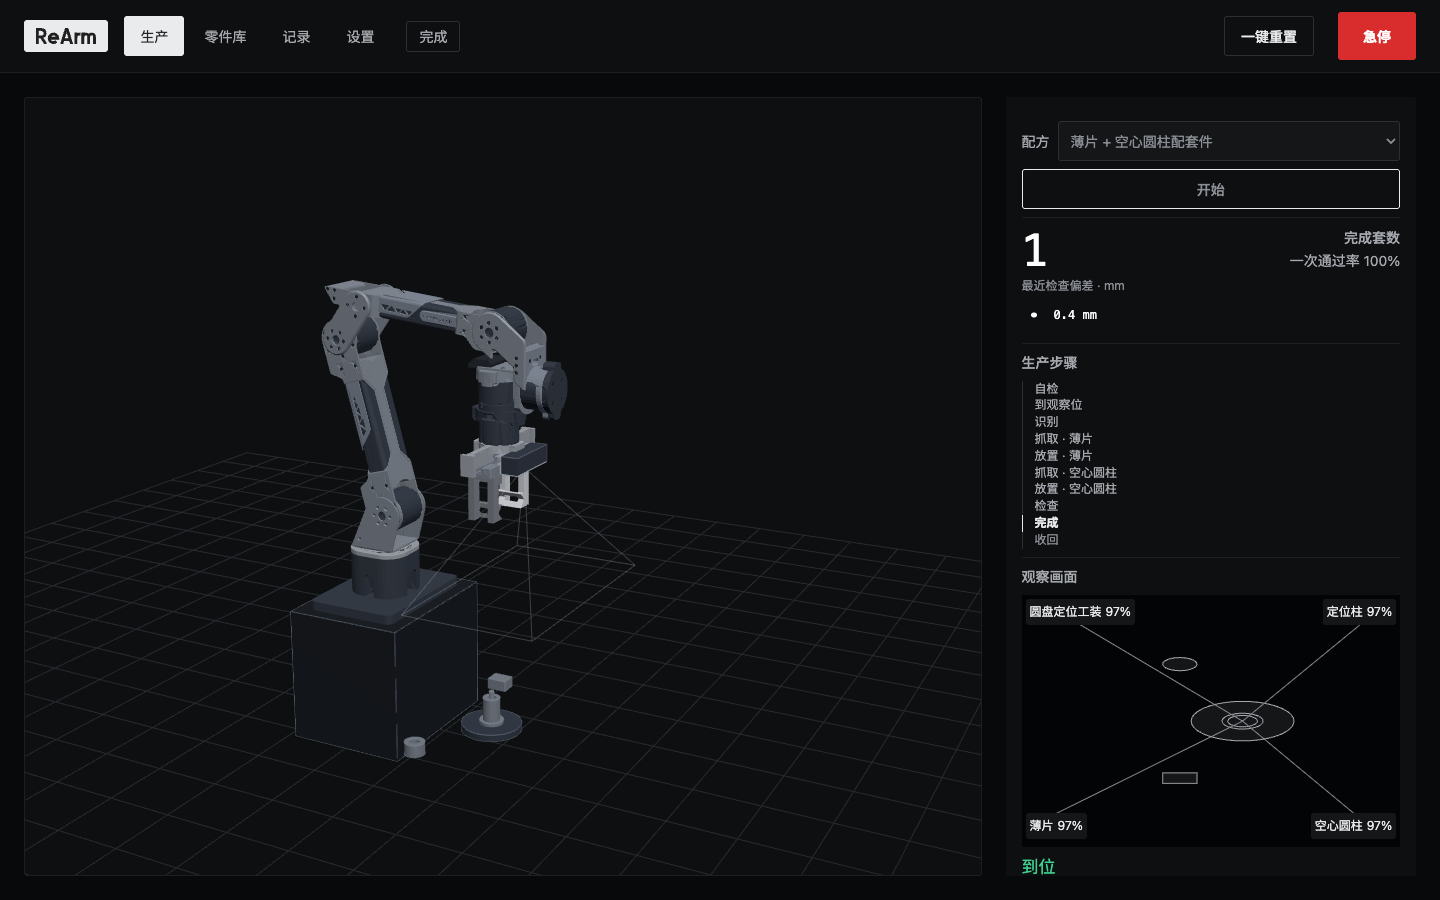 ReArm 生产 零件库 记录 设置 完成 一键重置 急停
配方 薄片 + 空心圆柱配套件
开始
1 完成套数
一次通过率 100%
最近检查偏差 · mm
0.4 mm
生产步骤
自检
到观察位
识别
抓取 · 薄片
放置 · 薄片
抓取 · 空心圆柱
放置 · 空心圆柱
检查
完成
收回
观察画面
圆盘定位工装 97% 定位柱 97%
薄片 97% 空心圆柱 97%
到位